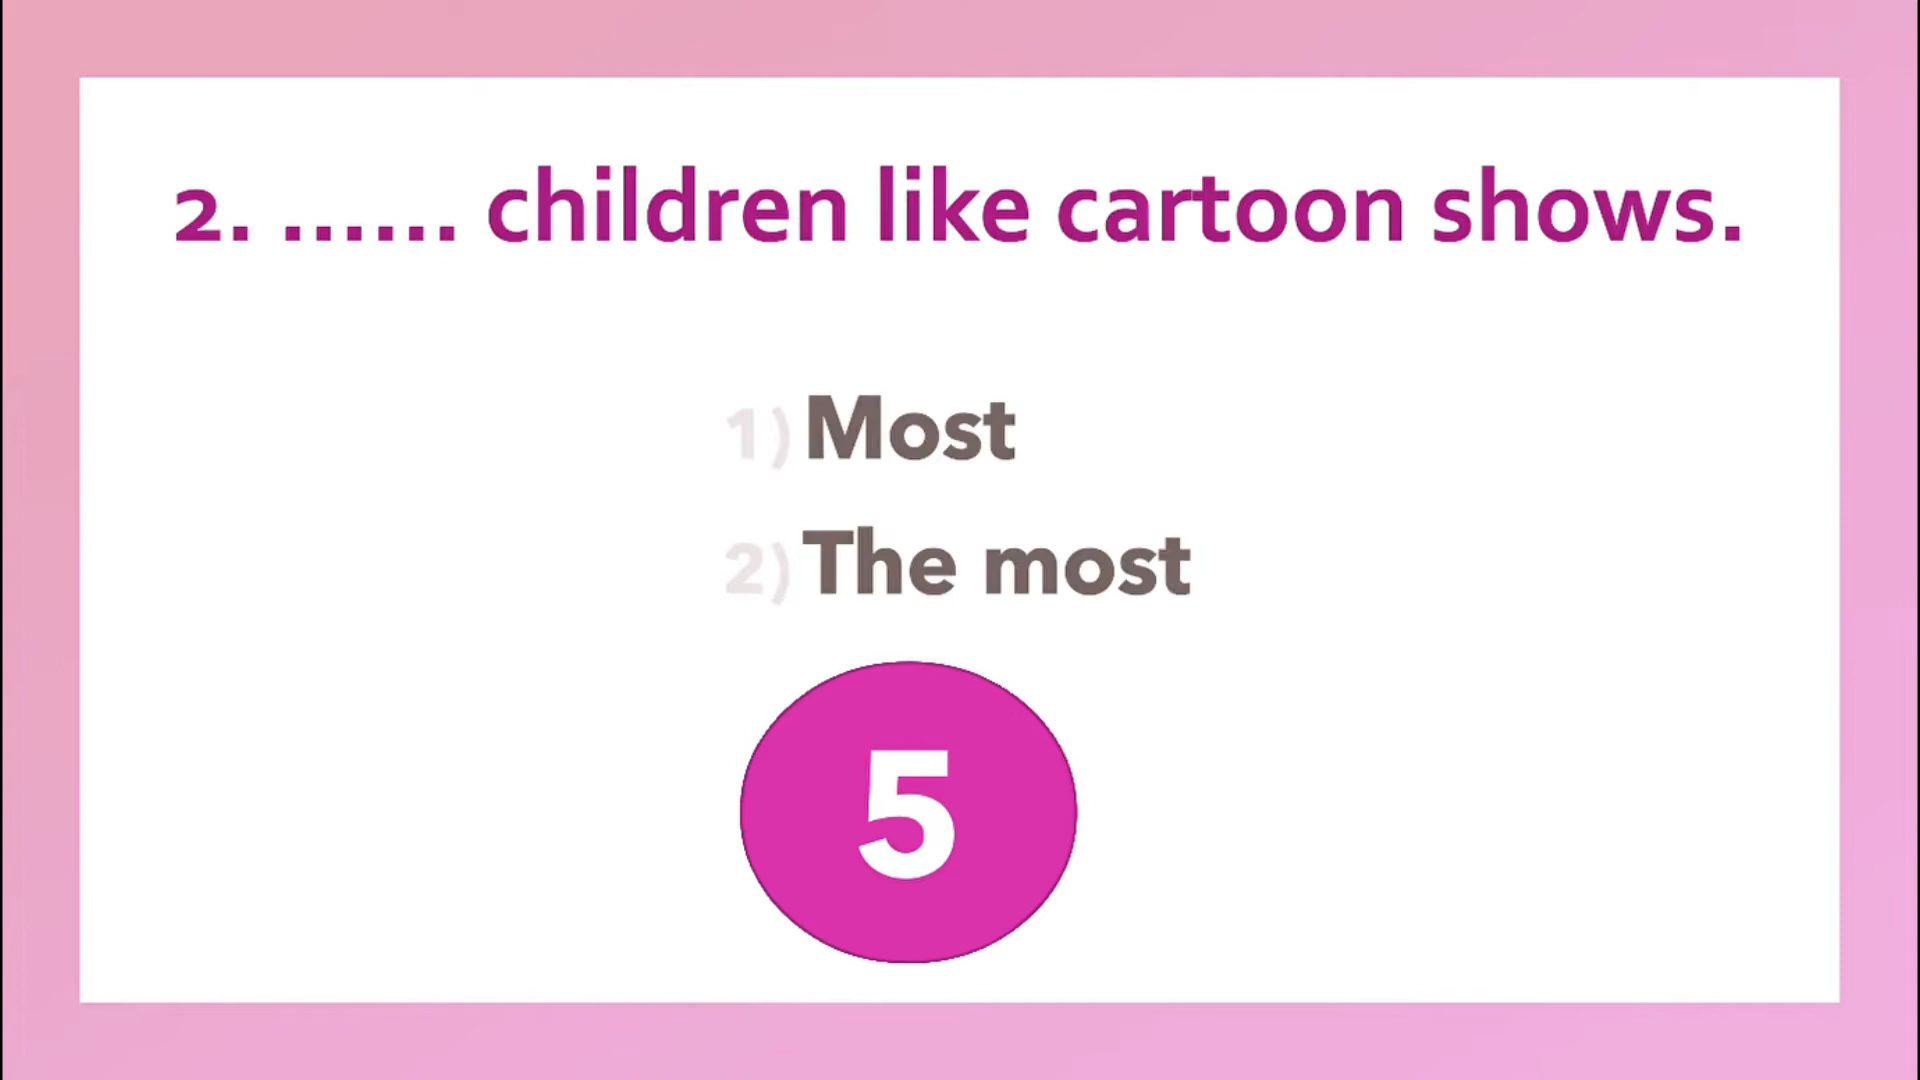 2. ...... children like cartoon shows.
1) Most
2) The most
5